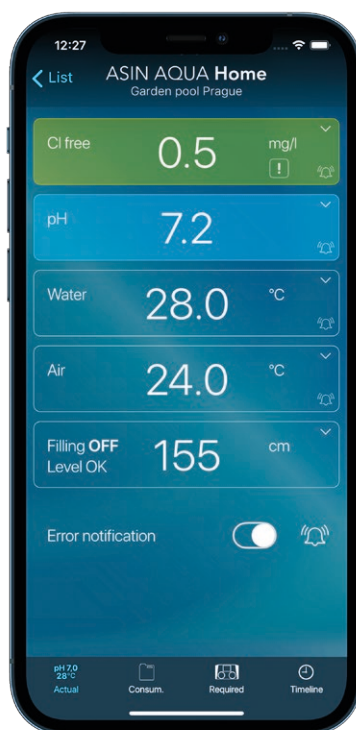 12:27
List
ASIN AQUA Home
Garden pool Prague
Cl free
0.5
mg/l
!
pH
7.2
Water
28.0
°C
Air
24.0
°C
Filling OFF
Level OK
155
cm
Error notification
pH 7,0
28°C
Actual
Consum.
Required
Timeline